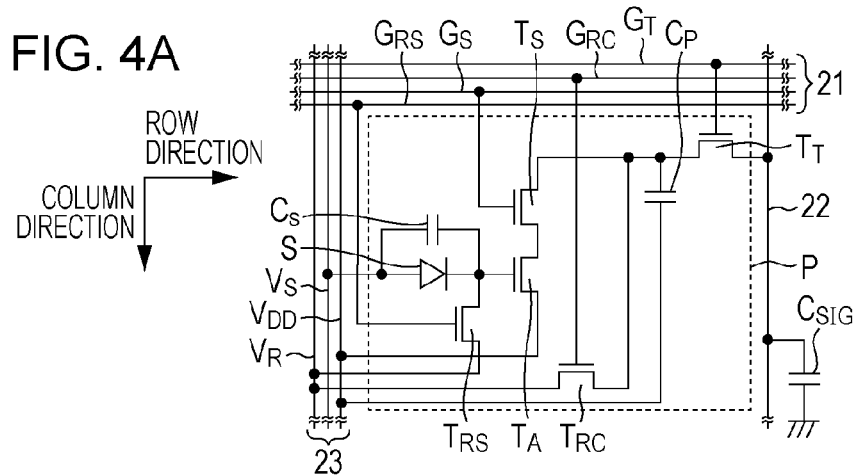 FIG. 4A
GRS GS TS GRC GT CP
21
ROW
DIRECTION
COLUMN
DIRECTION
TT
22
CS
S
P
VS
VDD
VR
CSIG
TRS TA TRC
23